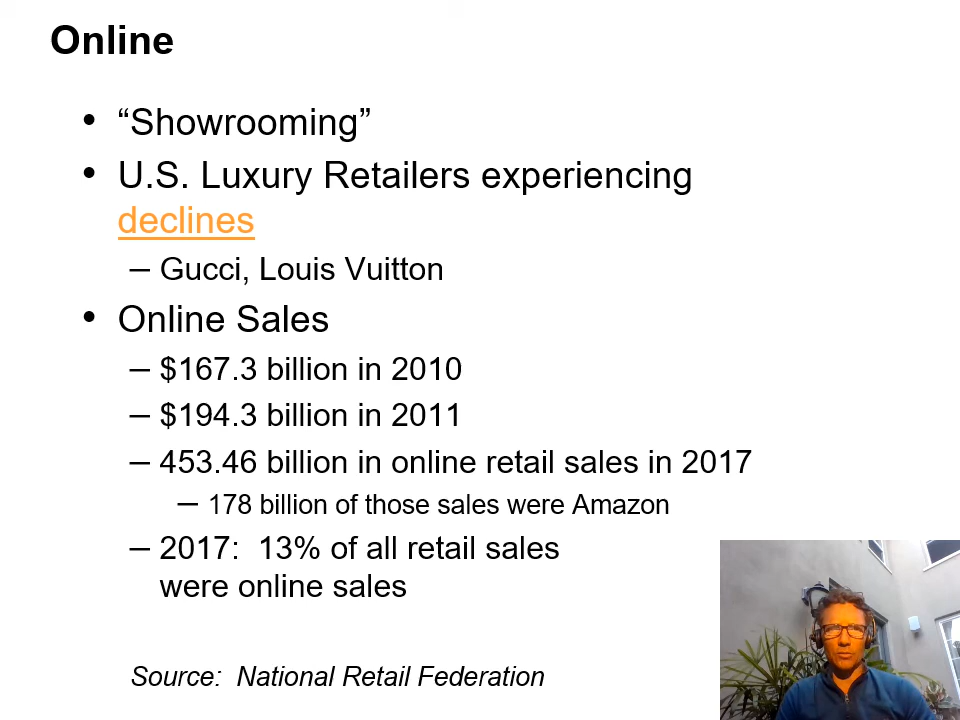 Online
• “Showrooming”
• U.S. Luxury Retailers experiencing
declines
– Gucci, Louis Vuitton
• Online Sales
– $167.3 billion in 2010
– $194.3 billion in 2011
– 453.46 billion in online retail sales in 2017
– 178 billion of those sales were Amazon
– 2017:  13% of all retail sales
were online sales
Source:  National Retail Federation